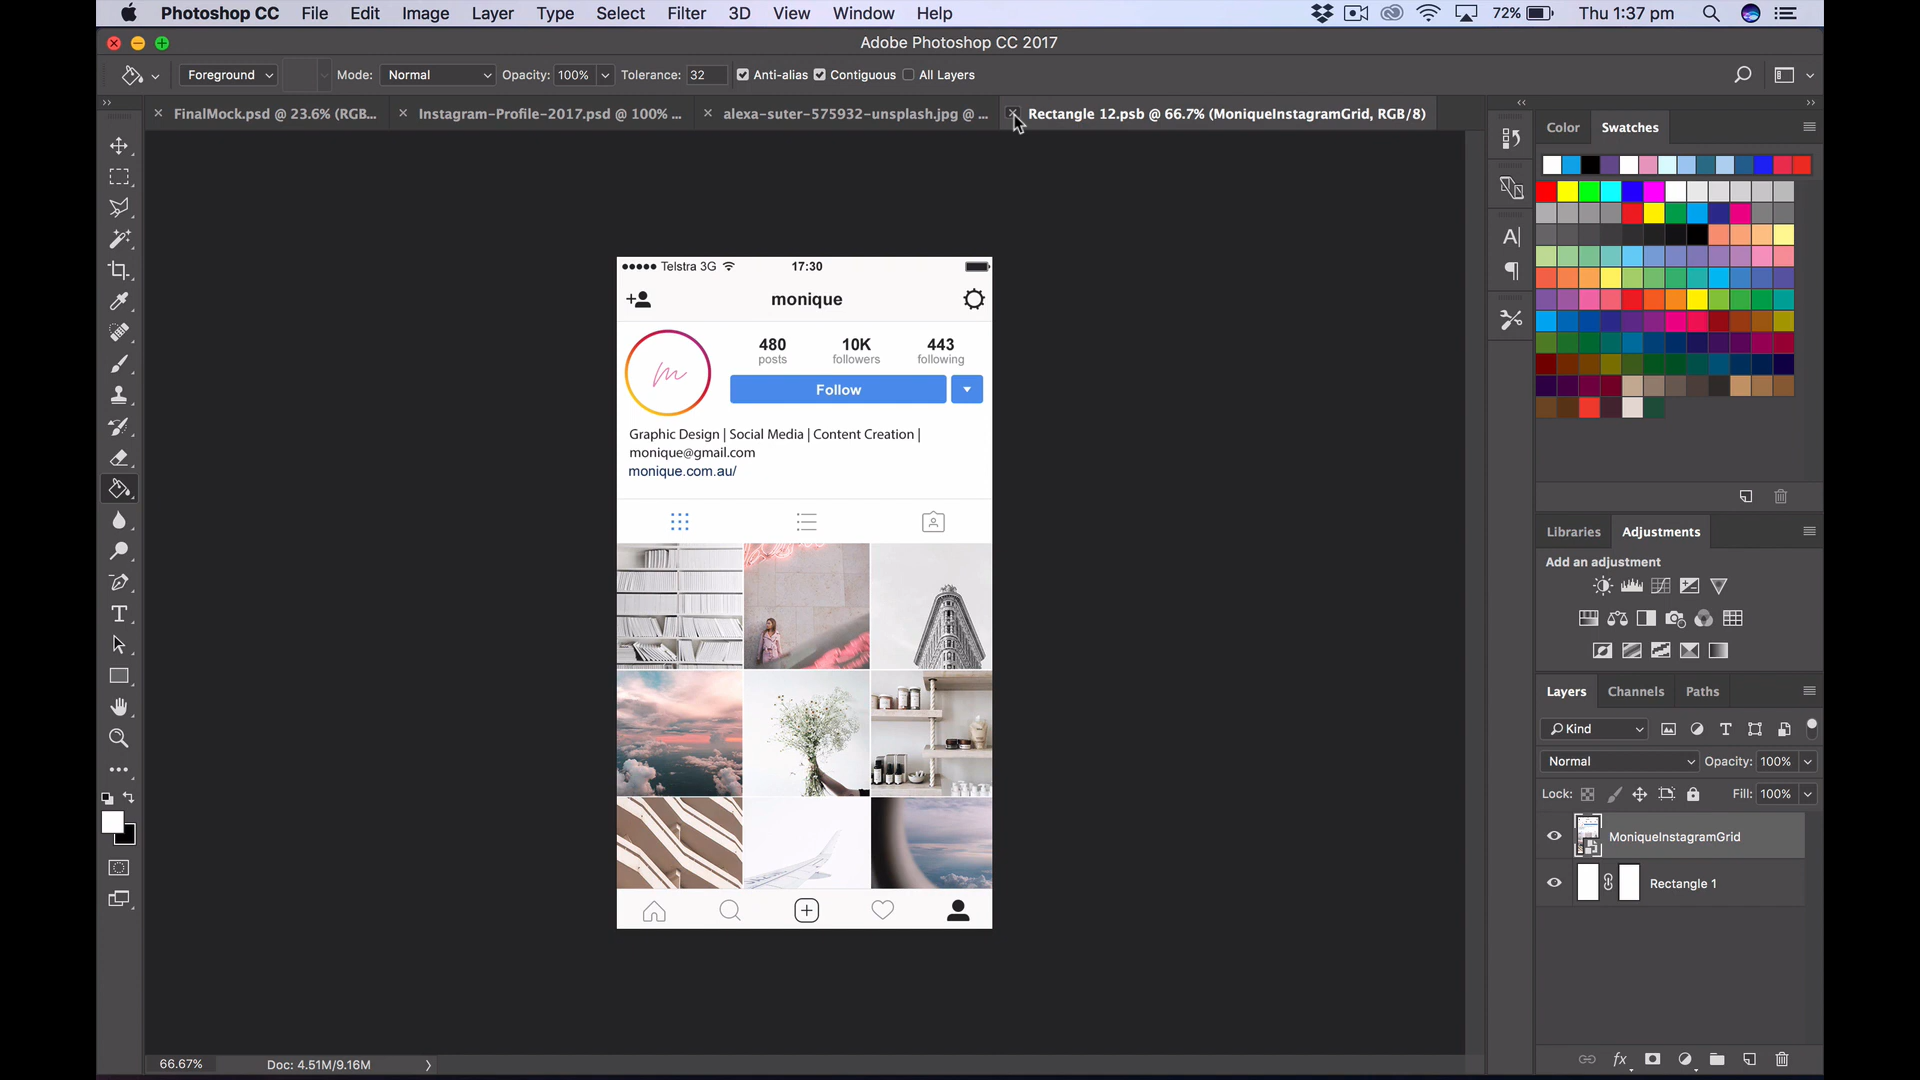 Photoshop CC File Edit Image Layer Type Select Filter 3D View Window Help 72% Thu 1:37 pm
Adobe Photoshop CC 2017
Foreground Mode: Normal Opacity: 100% Tolerance: 32 Anti-alias Contiguous All Layers
FinalMock.psd @ 23.6% (RGB... Instagram-Profile-2017.psd @ 100% ... alexa-suter-575932-unsplash.jpg @ ... Rectangle 12.psb @ 66.7% (MoniqueInstagramGrid, RGB/8)
Color Swatches
Telstra 3G 17:30
monique
480 10K 443
posts followers following
Follow
m
Graphic Design | Social Media | Content Creation |
monique@gmail.com
monique.com.au/
Libraries Adjustments
Add an adjustment
Layers Channels Paths
Kind
Normal Opacity: 100%
Lock: Fill: 100%
MoniqueInstagramGrid
Rectangle 1
fx
66.67% Doc: 4.51M/9.16M